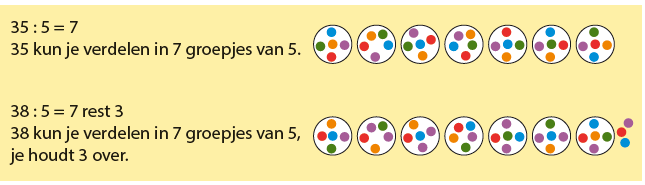 35 : 5 = 7
35 kun je verdelen in 7 groepjes van 5.
38 : 5 = 7 rest 3
38 kun je verdelen in 7 groepjes van 5,
je houdt 3 over.